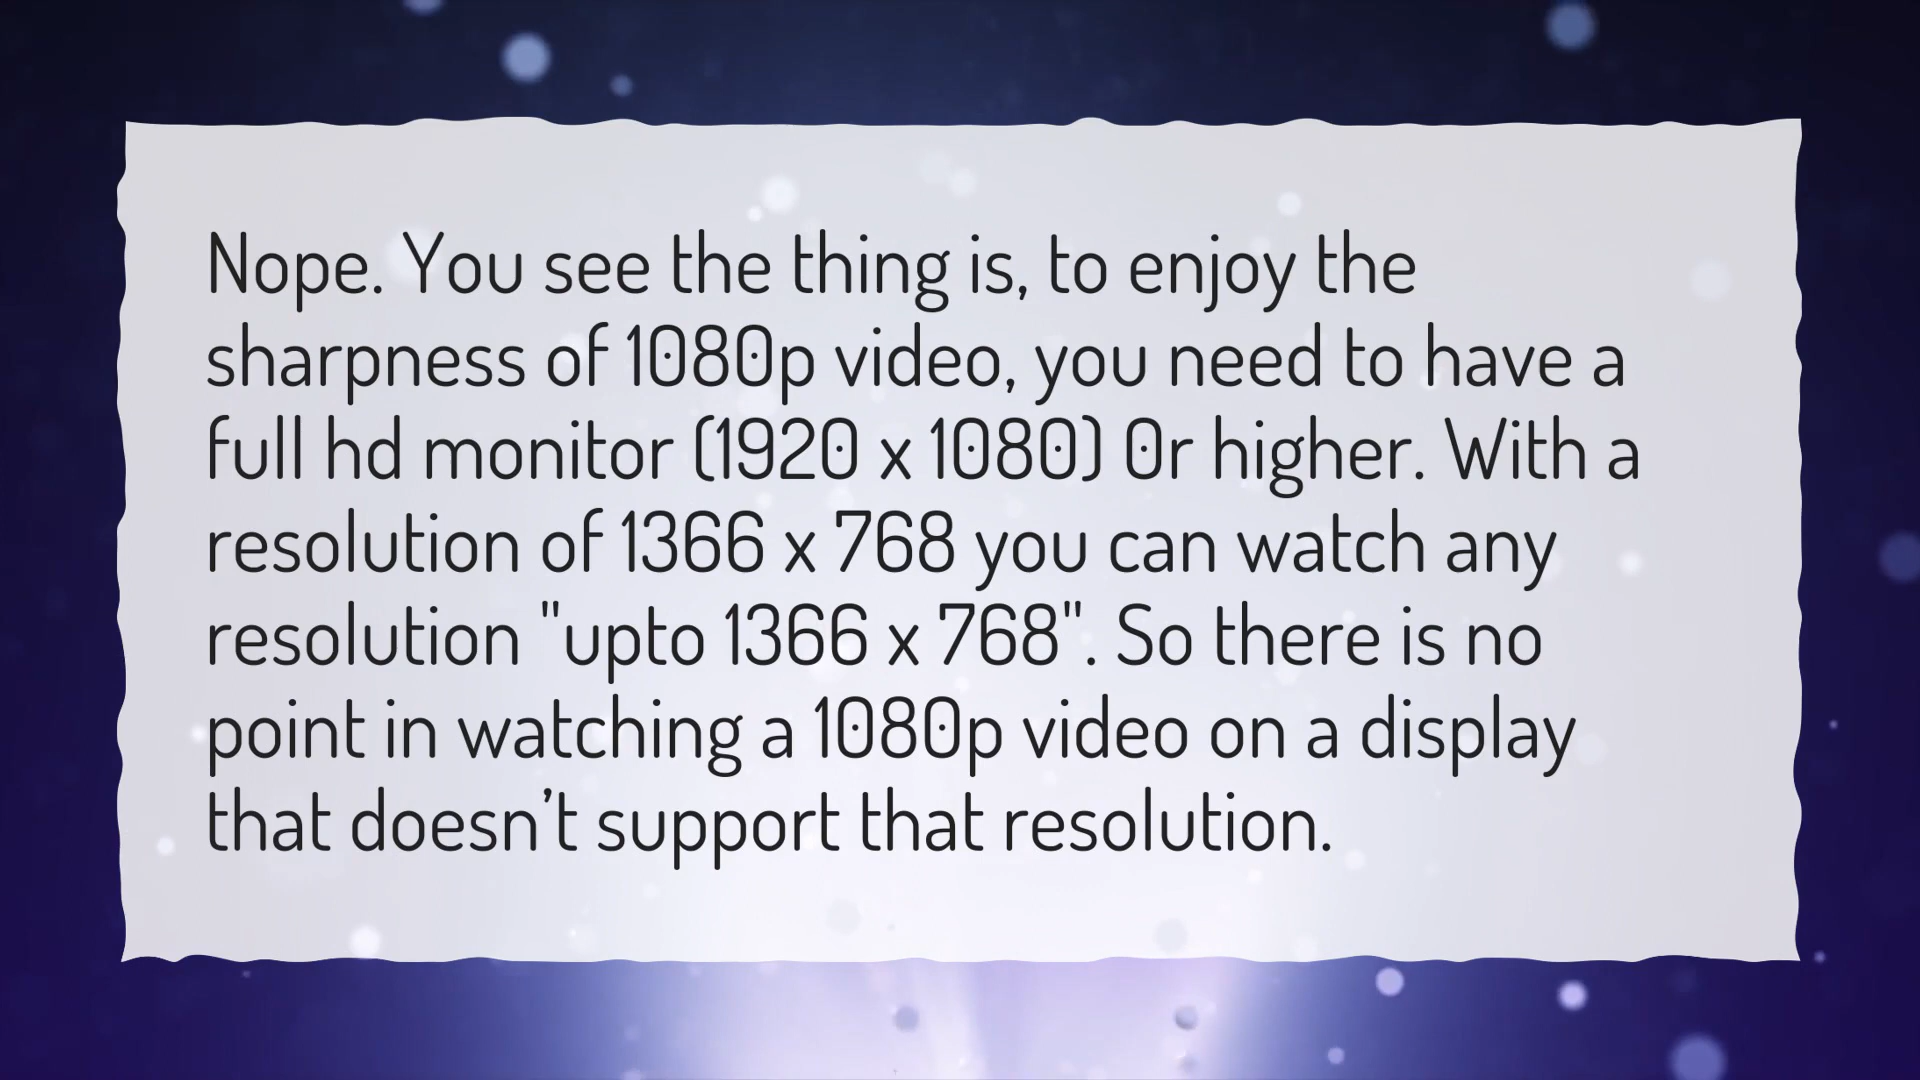 Nope. You see the thing is, to enjoy the
sharpness of 1080p video, you need to have a
full hd monitor (1920 x 1080) 0r higher. With a
resolution of 1366 x 768 you can watch any
resolution "upto 1366 x 768". So there is no
point in watching a 1080p video on a display
that doesn’t support that resolution.